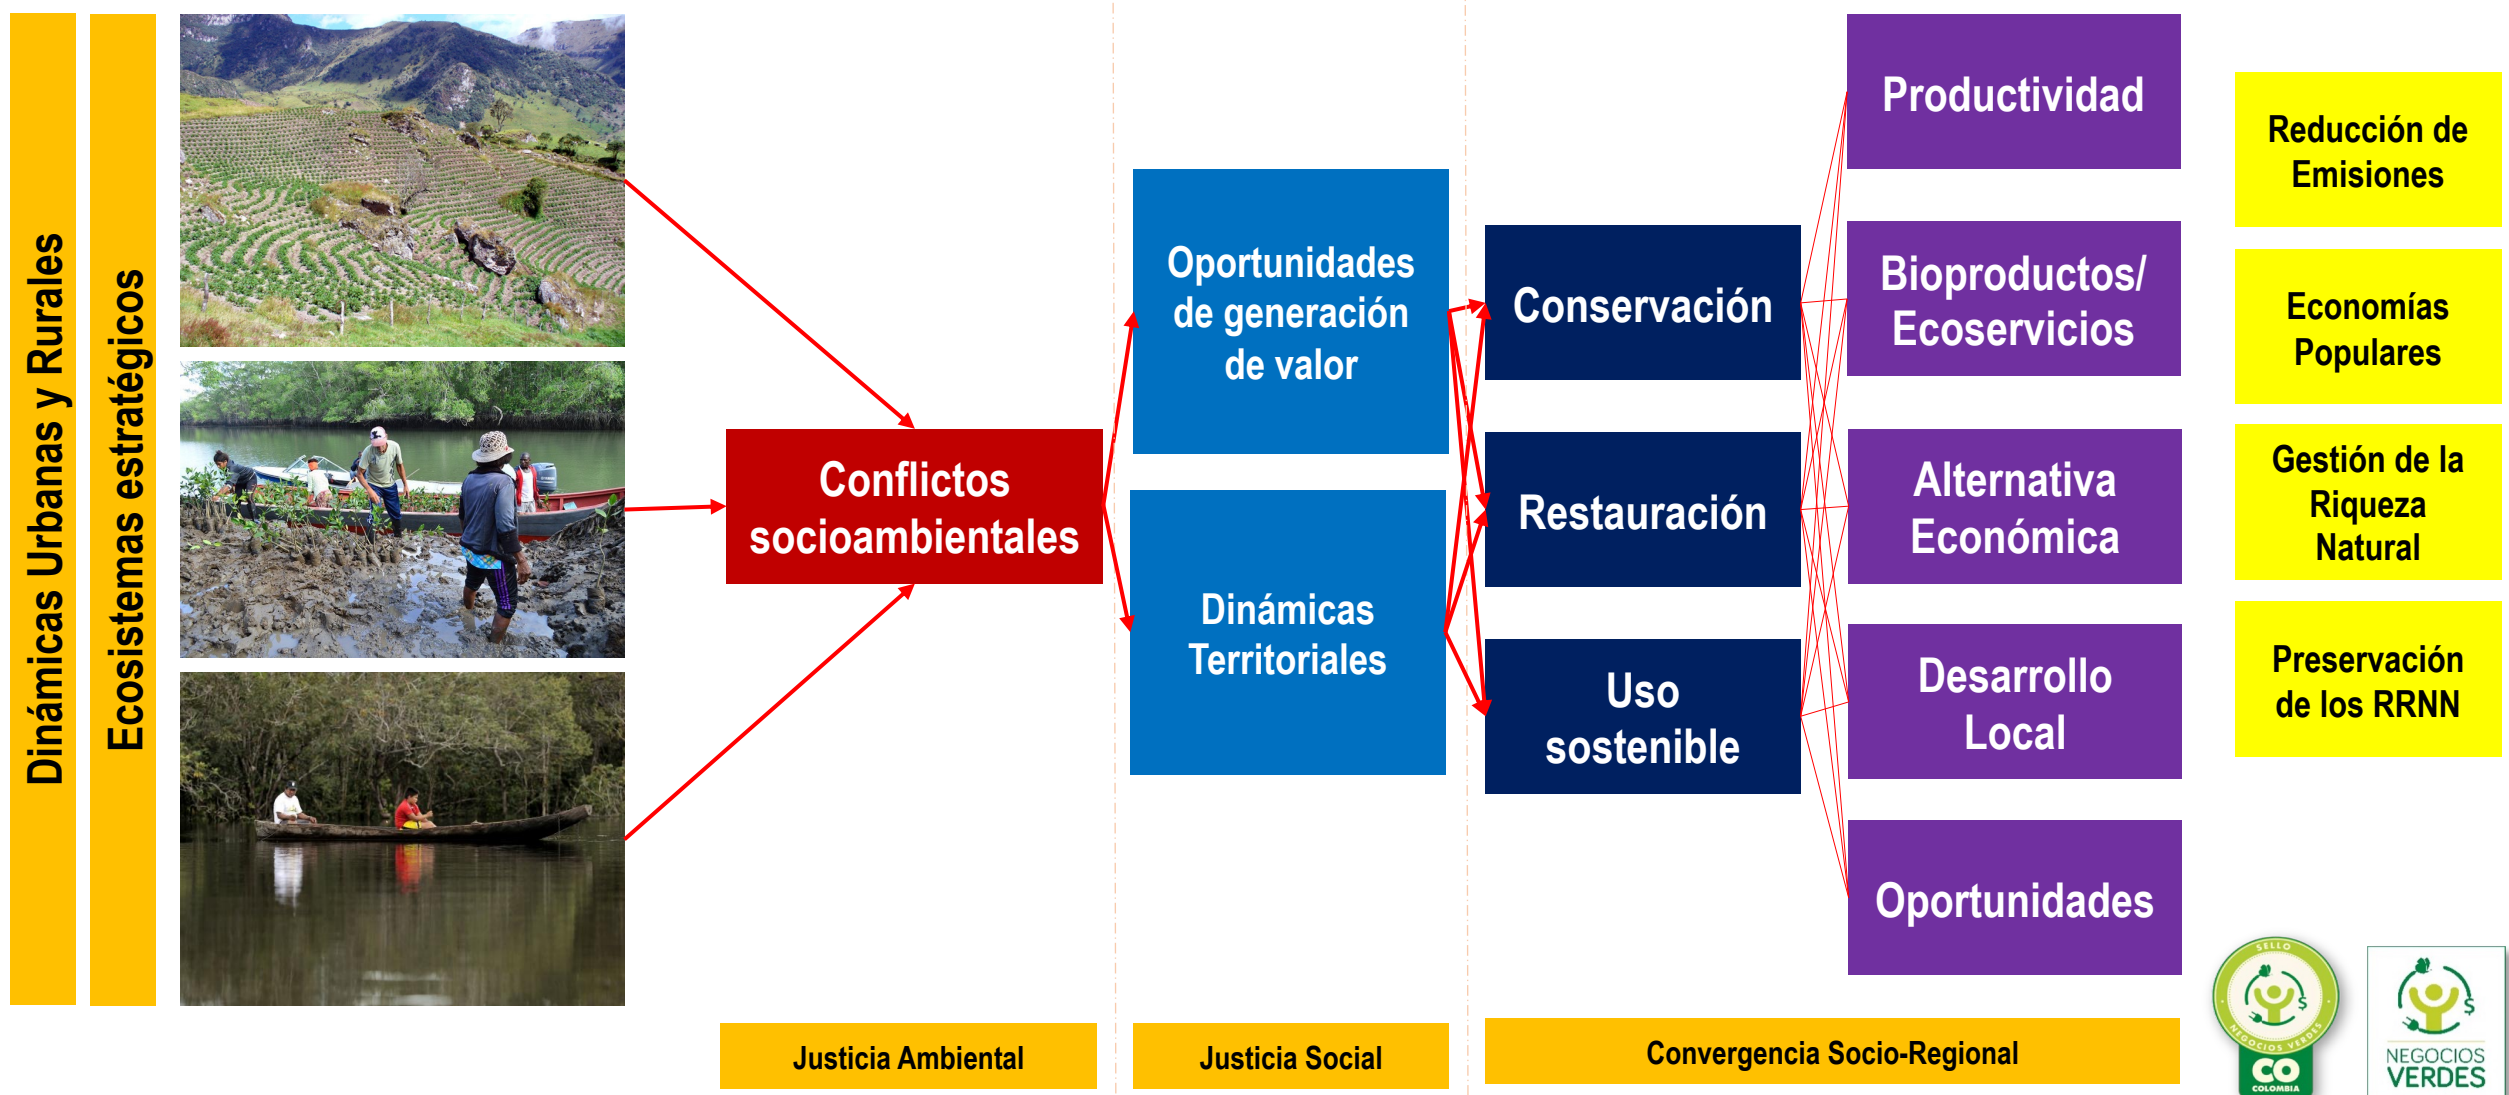 Dinámicas Urbanas y Rurales
Ecosistemas estratégicos
Conflictos
socioambientales
Oportunidades
de generación
de valor
Dinámicas
Territoriales
Conservación
Restauración
Uso
sostenible
Productividad
Bioproductos/
Ecoservicios
Alternativa
Económica
Desarrollo
Local
Oportunidades
Reducción de
Emisiones
Economías
Populares
Gestión de la
Riqueza
Natural
Preservación
de los RRNN
Justicia Ambiental
Justicia Social
Convergencia Socio-Regional
SELLO
NEGOCIOS VERDES
CO
COLOMBIA
NEGOCIOS
VERDES